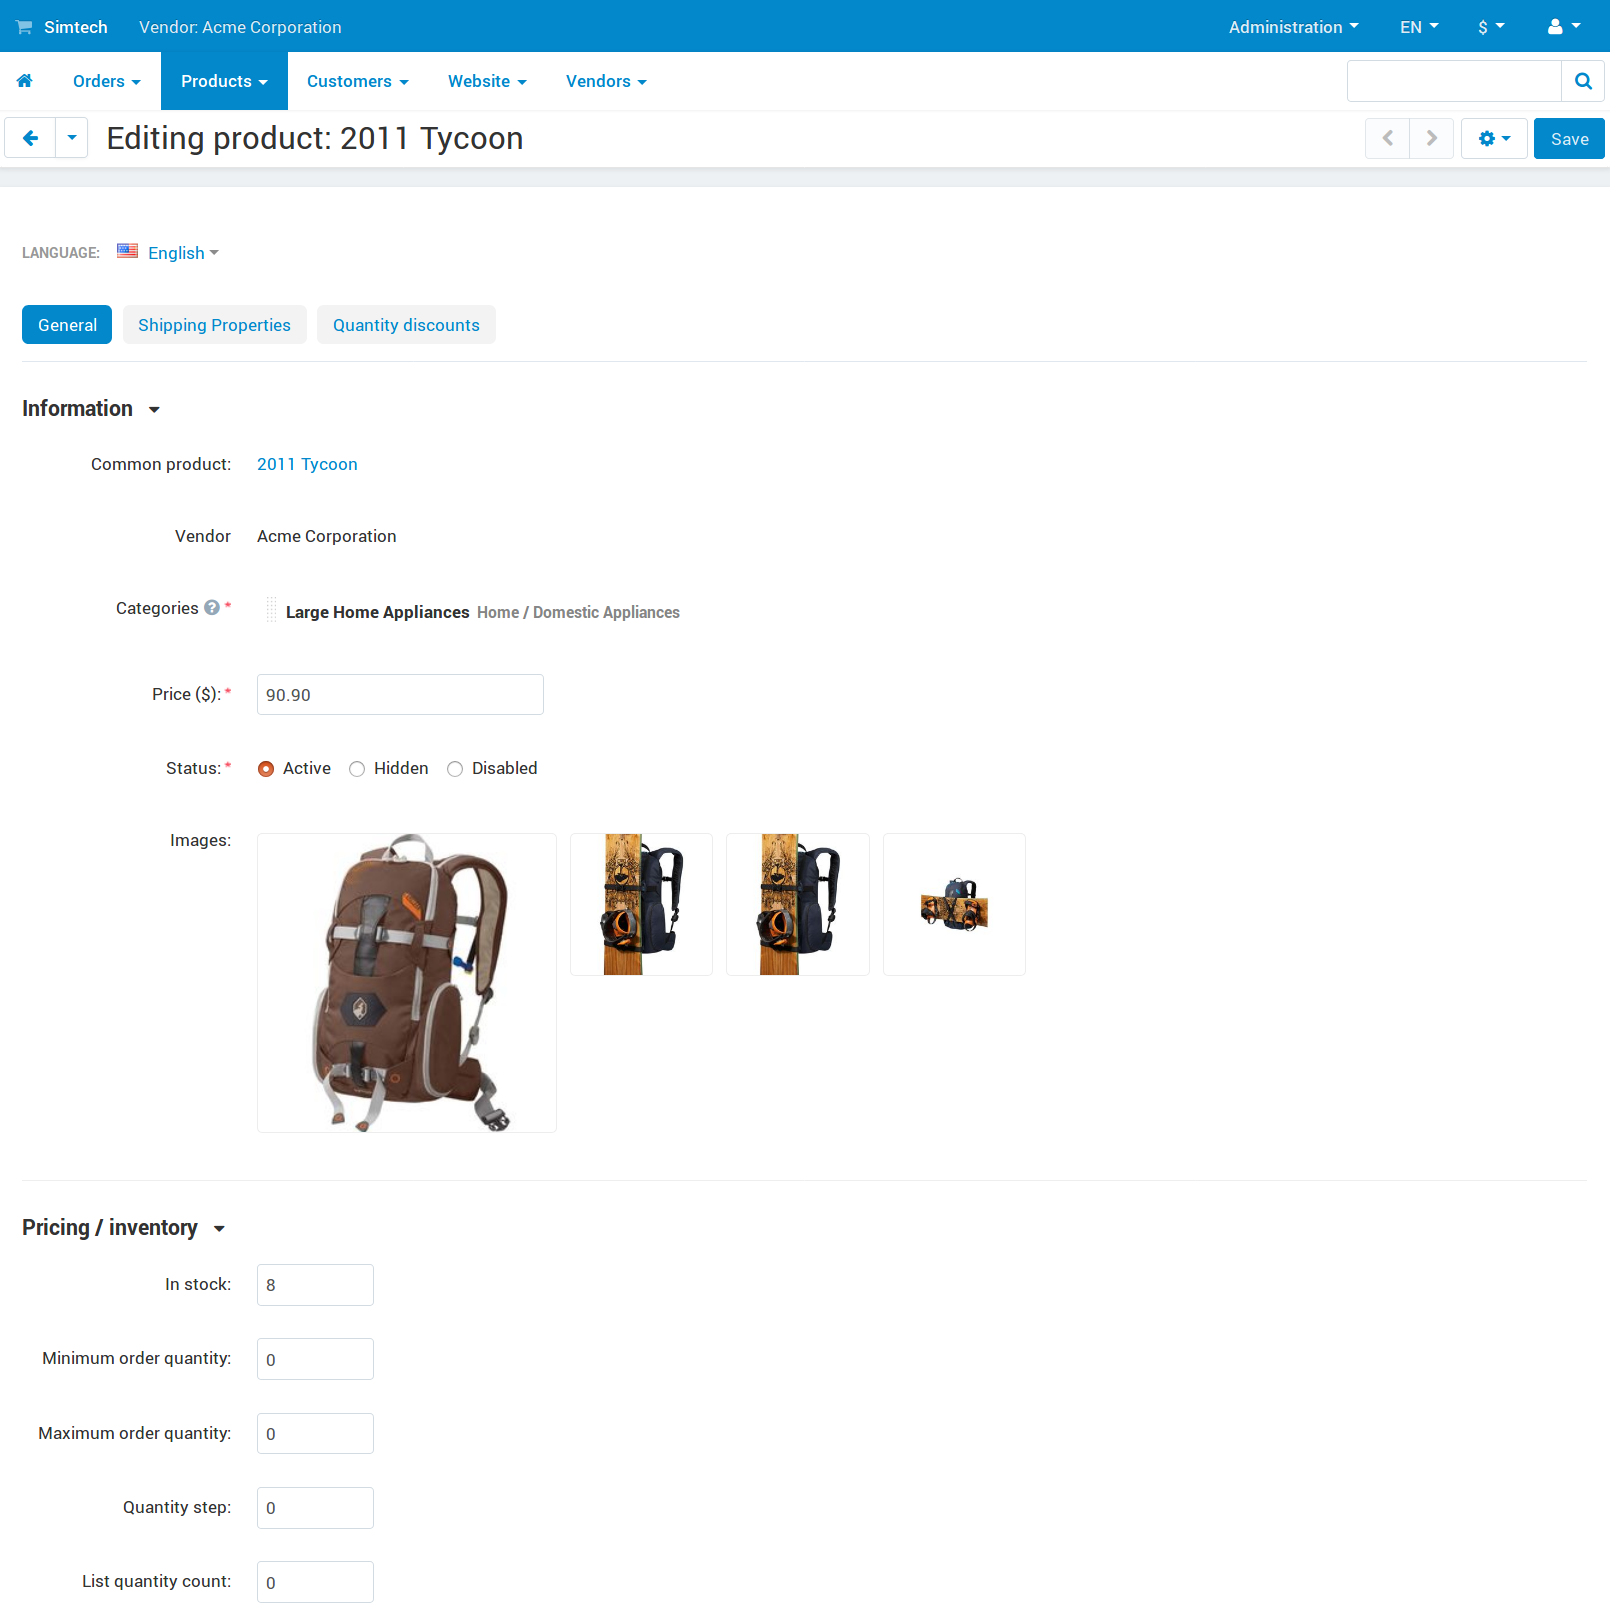 Simtech Vendor: Acme Corporation Administration EN $
Orders Products Customers Website Vendors
Editing product: 2011 Tycoon Save
LANGUAGE: English
General Shipping Properties Quantity discounts
Information
Common product: 2011 Tycoon
Vendor Acme Corporation
Categories ? * Large Home Appliances Home / Domestic Appliances
Price ($): * 90.90
Status: * Active Hidden Disabled
Images:
Pricing / inventory
In stock: 8
Minimum order quantity: 0
Maximum order quantity: 0
Quantity step: 0
List quantity count: 0